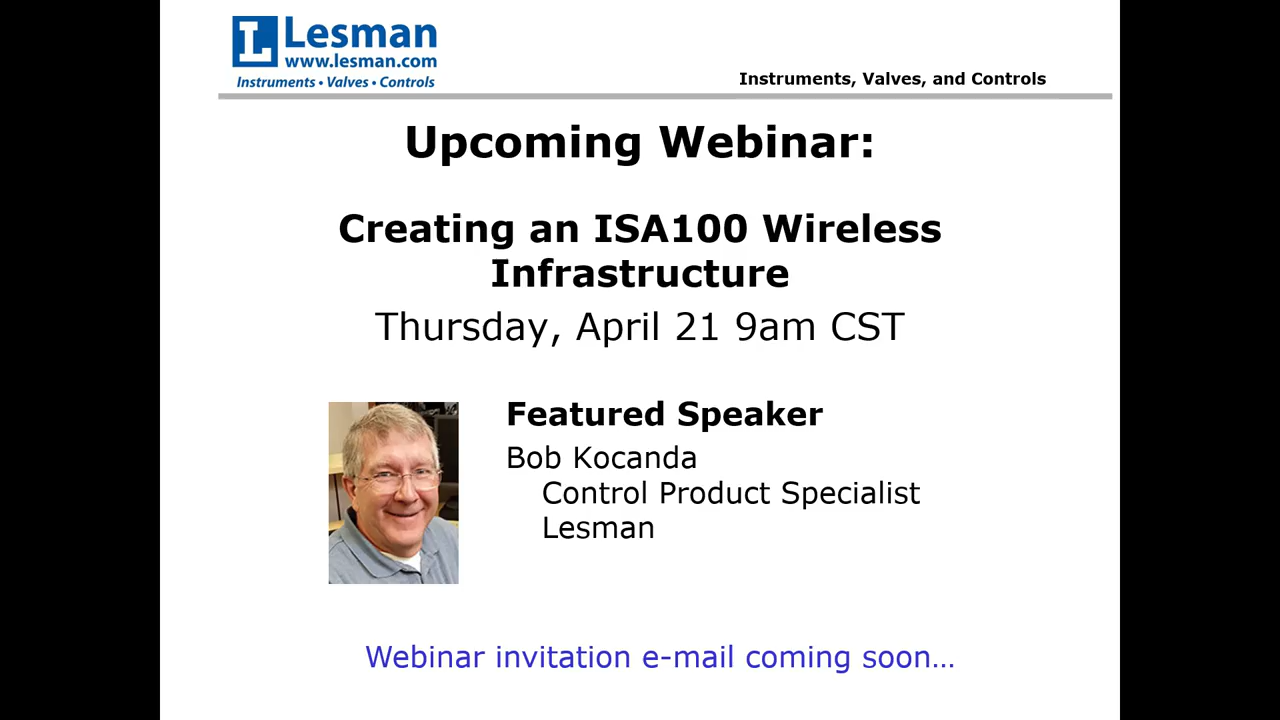 L Lesman
www.lesman.com
Instruments • Valves • Controls
Instruments, Valves, and Controls
Upcoming Webinar:
Creating an ISA100 Wireless
Infrastructure
Thursday, April 21 9am CST
Featured Speaker
Bob Kocanda
Control Product Specialist
Lesman
Webinar invitation e-mail coming soon…